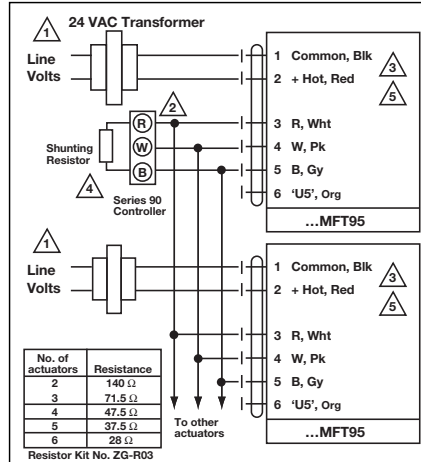 1
24 VAC Transformer
Line
Volts
1 Common, Blk
2 + Hot, Red
3
5
2
R
W
B
Shunting
Resistor
4
Series 90
Controller
3 R, Wht
4 W, Pk
5 B, Gy
6 ‘U5’, Org
...MFT95
1
Line
Volts
1 Common, Blk
2 + Hot, Red
3
5
3 R, Wht
4 W, Pk
5 B, Gy
6 ‘U5’, Org
...MFT95
To other
actuators
No. of
actuators Resistance
2 140 Ω
3 71.5 Ω
4 47.5 Ω
5 37.5 Ω
6 28 Ω
Resistor Kit No. ZG-R03